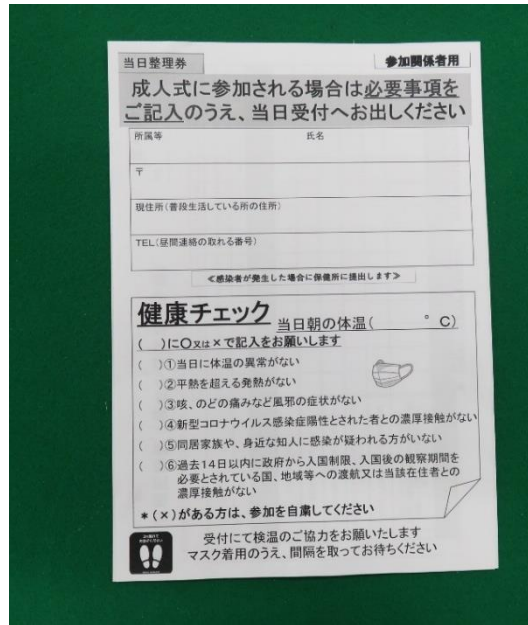 当日整理券
参加関係者用
成人式に参加される場合は必要事項を
ご記入のうえ、当日受付へお出しください
所属等 氏名
〒
現住所(普段生活している所の住所)
TEL(昼間連絡の取れる番号)
≪感染者が発生した場合に保健所に提出します≫
健康チェック 当日朝の体温( °C)
( )に○又は×で記入をお願いします
( )①当日に体温の異常がない
( )②平熱を超える発熱がない
( )③咳、のどの痛みなど風邪の症状がない
( )④新型コロナウイルス感染症陽性とされた者との濃厚接触がない
( )⑤同居家族や、身近な知人に感染が疑われる方がいない
( )⑥過去14日以内に政府から入国制限、入国後の観察期間を
必要とされている国、地域等への渡航又は当該在住者との
濃厚接触がない
*(×)がある方は、参加を自粛してください
受付にて検温のご協力をお願いたします
マスク着用のうえ、間隔を取ってお待ちください